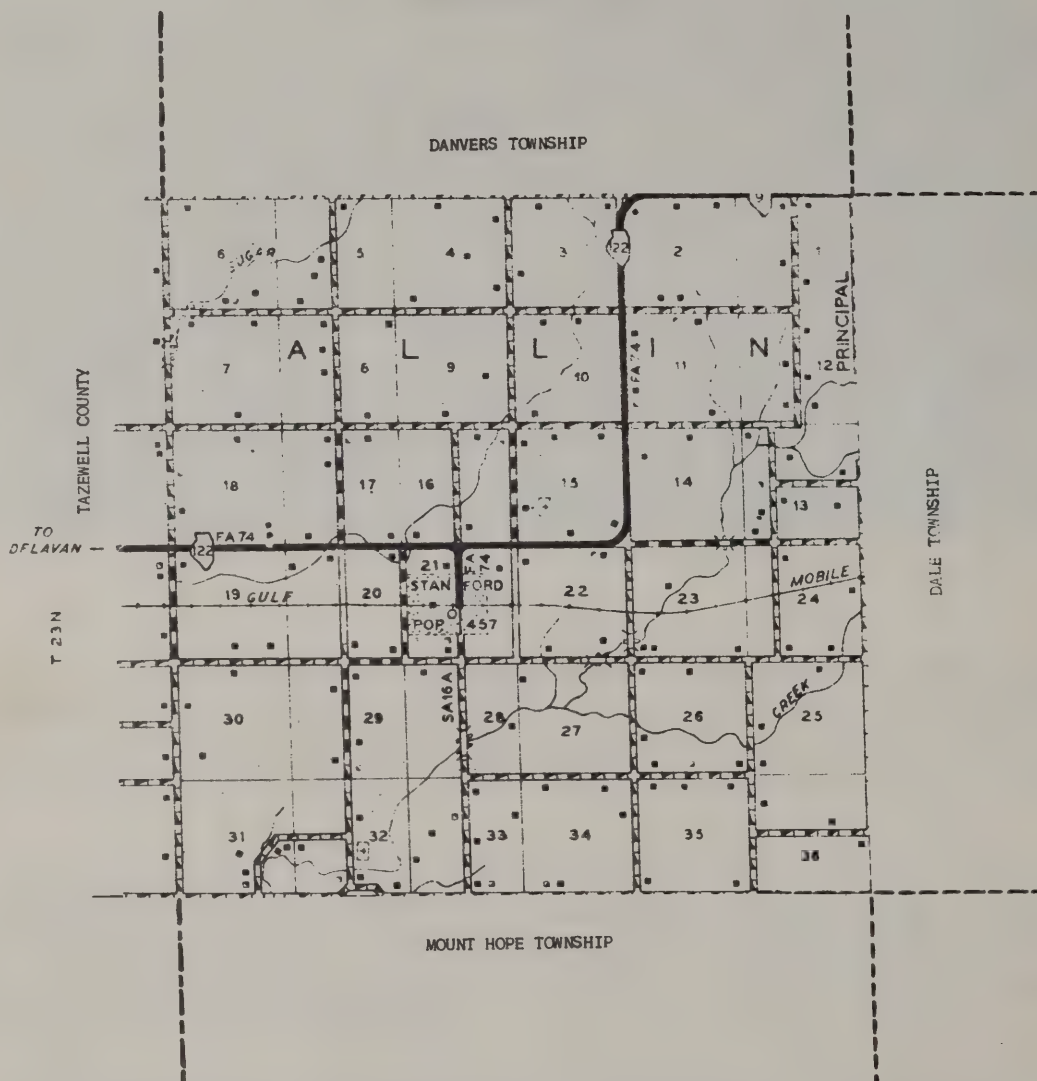 DANVERS TOWNSHIP
6 5 4 3 2 1
SUGAR
122
9
PRINCIPAL
A L L I N
7 8 9 10 11 12
FA 74
TAZEWELL COUNTY
18 17 16 15 14 13
TO
DELAVAN
122 FA 74
FA 74
DALE TOWNSHIP
T 23 N
19 20 21 22 23 24
GULF MOBILE
STANFORD
POP 457
30 29 28 27 26 25
SA 16A
CREEK
31 32 33 34 35 36
MOUNT HOPE TOWNSHIP